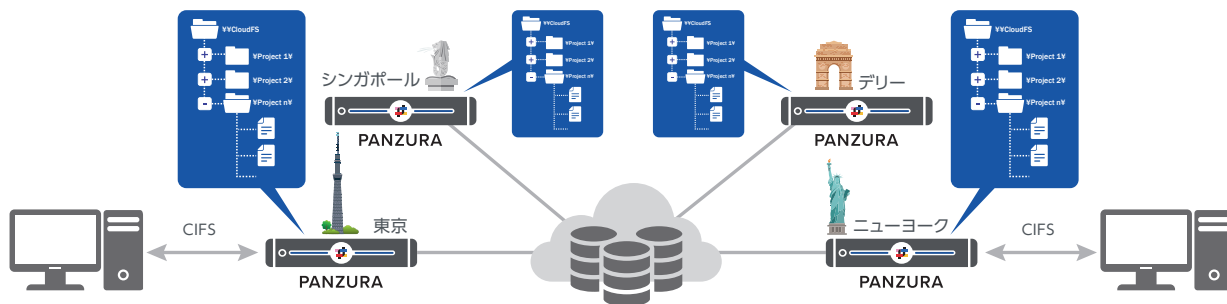 ¥¥CloudFS
¥Project 1¥
¥Project 2¥
¥Project n¥
シンガポール
PANZURA
¥¥CloudFS
¥Project 1¥
¥Project 2¥
¥Project n¥
¥¥CloudFS
¥Project 1¥
¥Project 2¥
¥Project n¥
デリー
PANZURA
¥¥CloudFS
¥Project 1¥
¥Project 2¥
¥Project n¥
CIFS
東京
PANZURA
ニューヨーク
PANZURA
CIFS